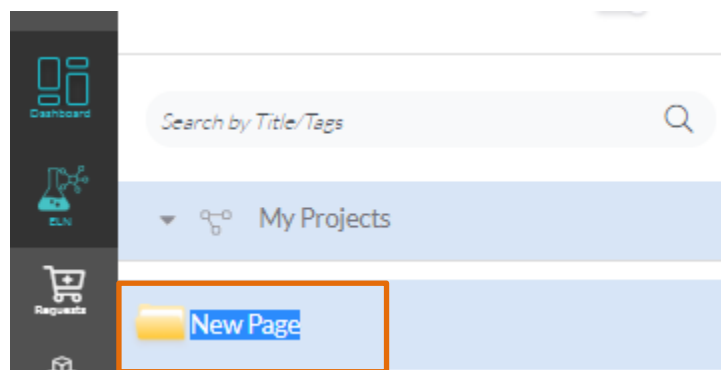 Dashboard
Search by Title/Tags
ELN
My Projects
Requests
New Page